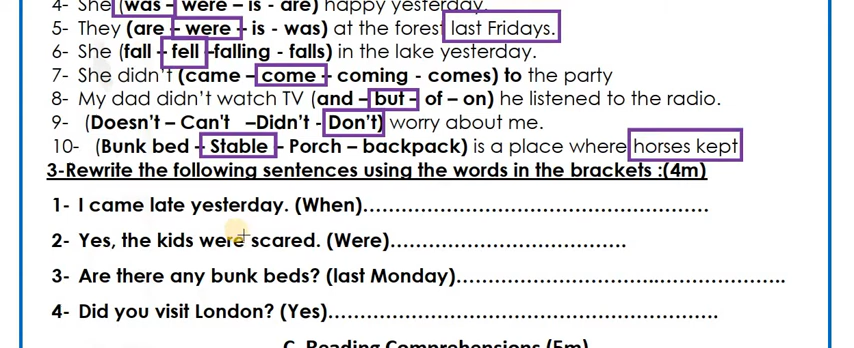 4- She (was – were – is - are) happy yesterday.
5- They (are – were – is - was) at the forest last Fridays.
6- She (fall – fell –falling - falls) in the lake yesterday.
7- She didn't (came – come – coming - comes) to the party
8- My dad didn't watch TV (and – but – of – on) he listened to the radio.
9- (Doesn't – Can't –Didn't - Don't) worry about me.
10- (Bunk bed – Stable – Porch – backpack) is a place where horses kept
3-Rewrite the following sentences using the words in the brackets :(4m)
1- I came late yesterday. (When)……………………………………………………
2- Yes, the kids were scared. (Were)…………………………………….
3- Are there any bunk beds? (last Monday)………………………………..…………………..
4- Did you visit London? (Yes)………………………………………………………….
C. Reading Comprehensions (5m)